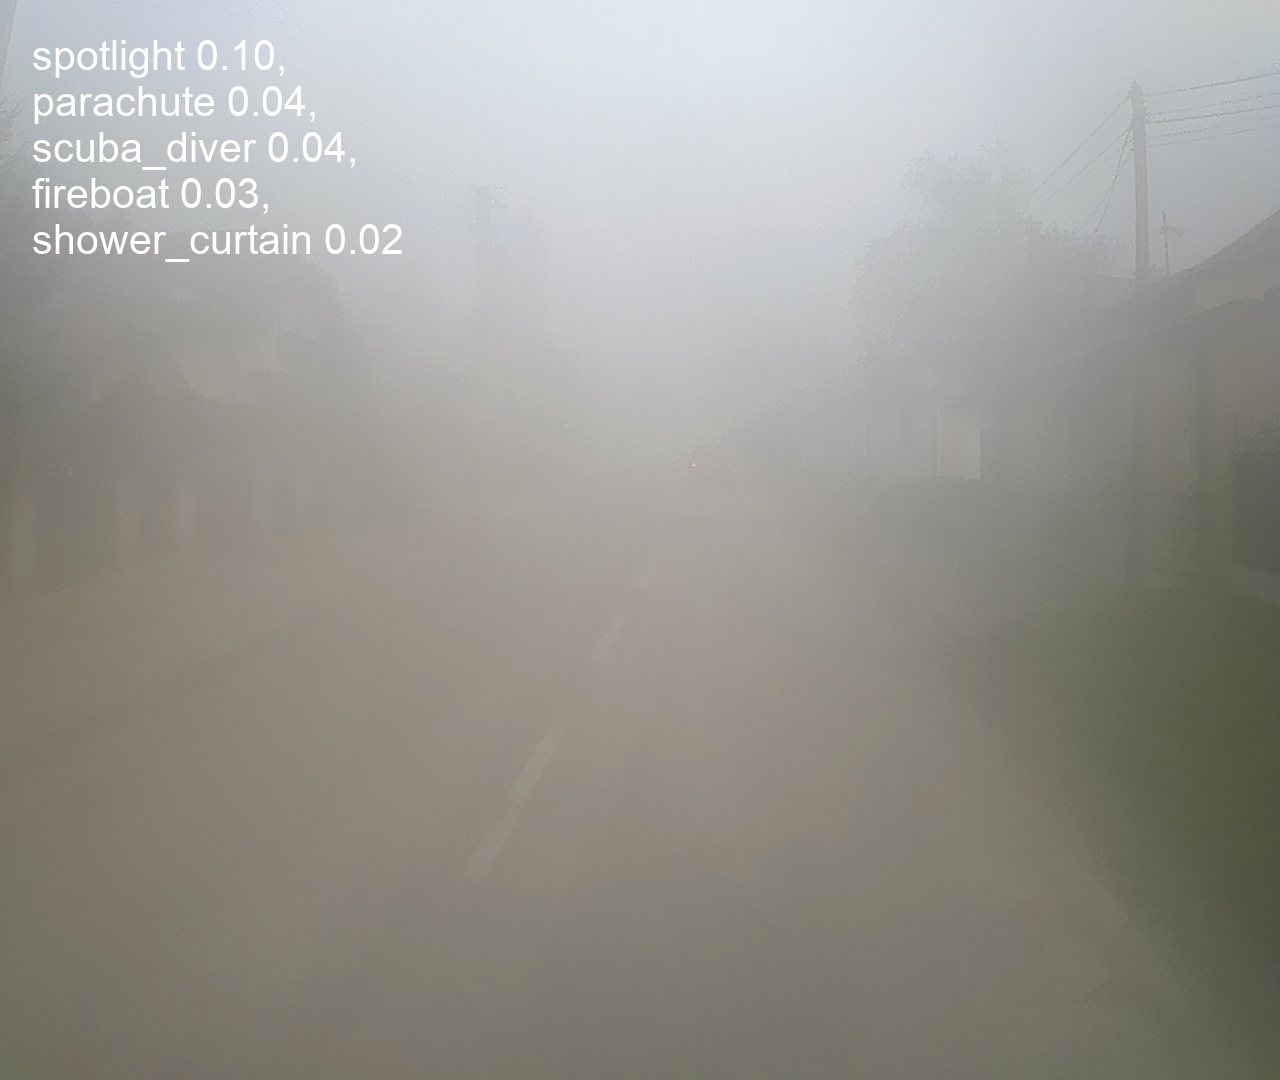 spotlight 0.10,
parachute 0.04,
scuba_diver 0.04,
fireboat 0.03,
shower_curtain 0.02